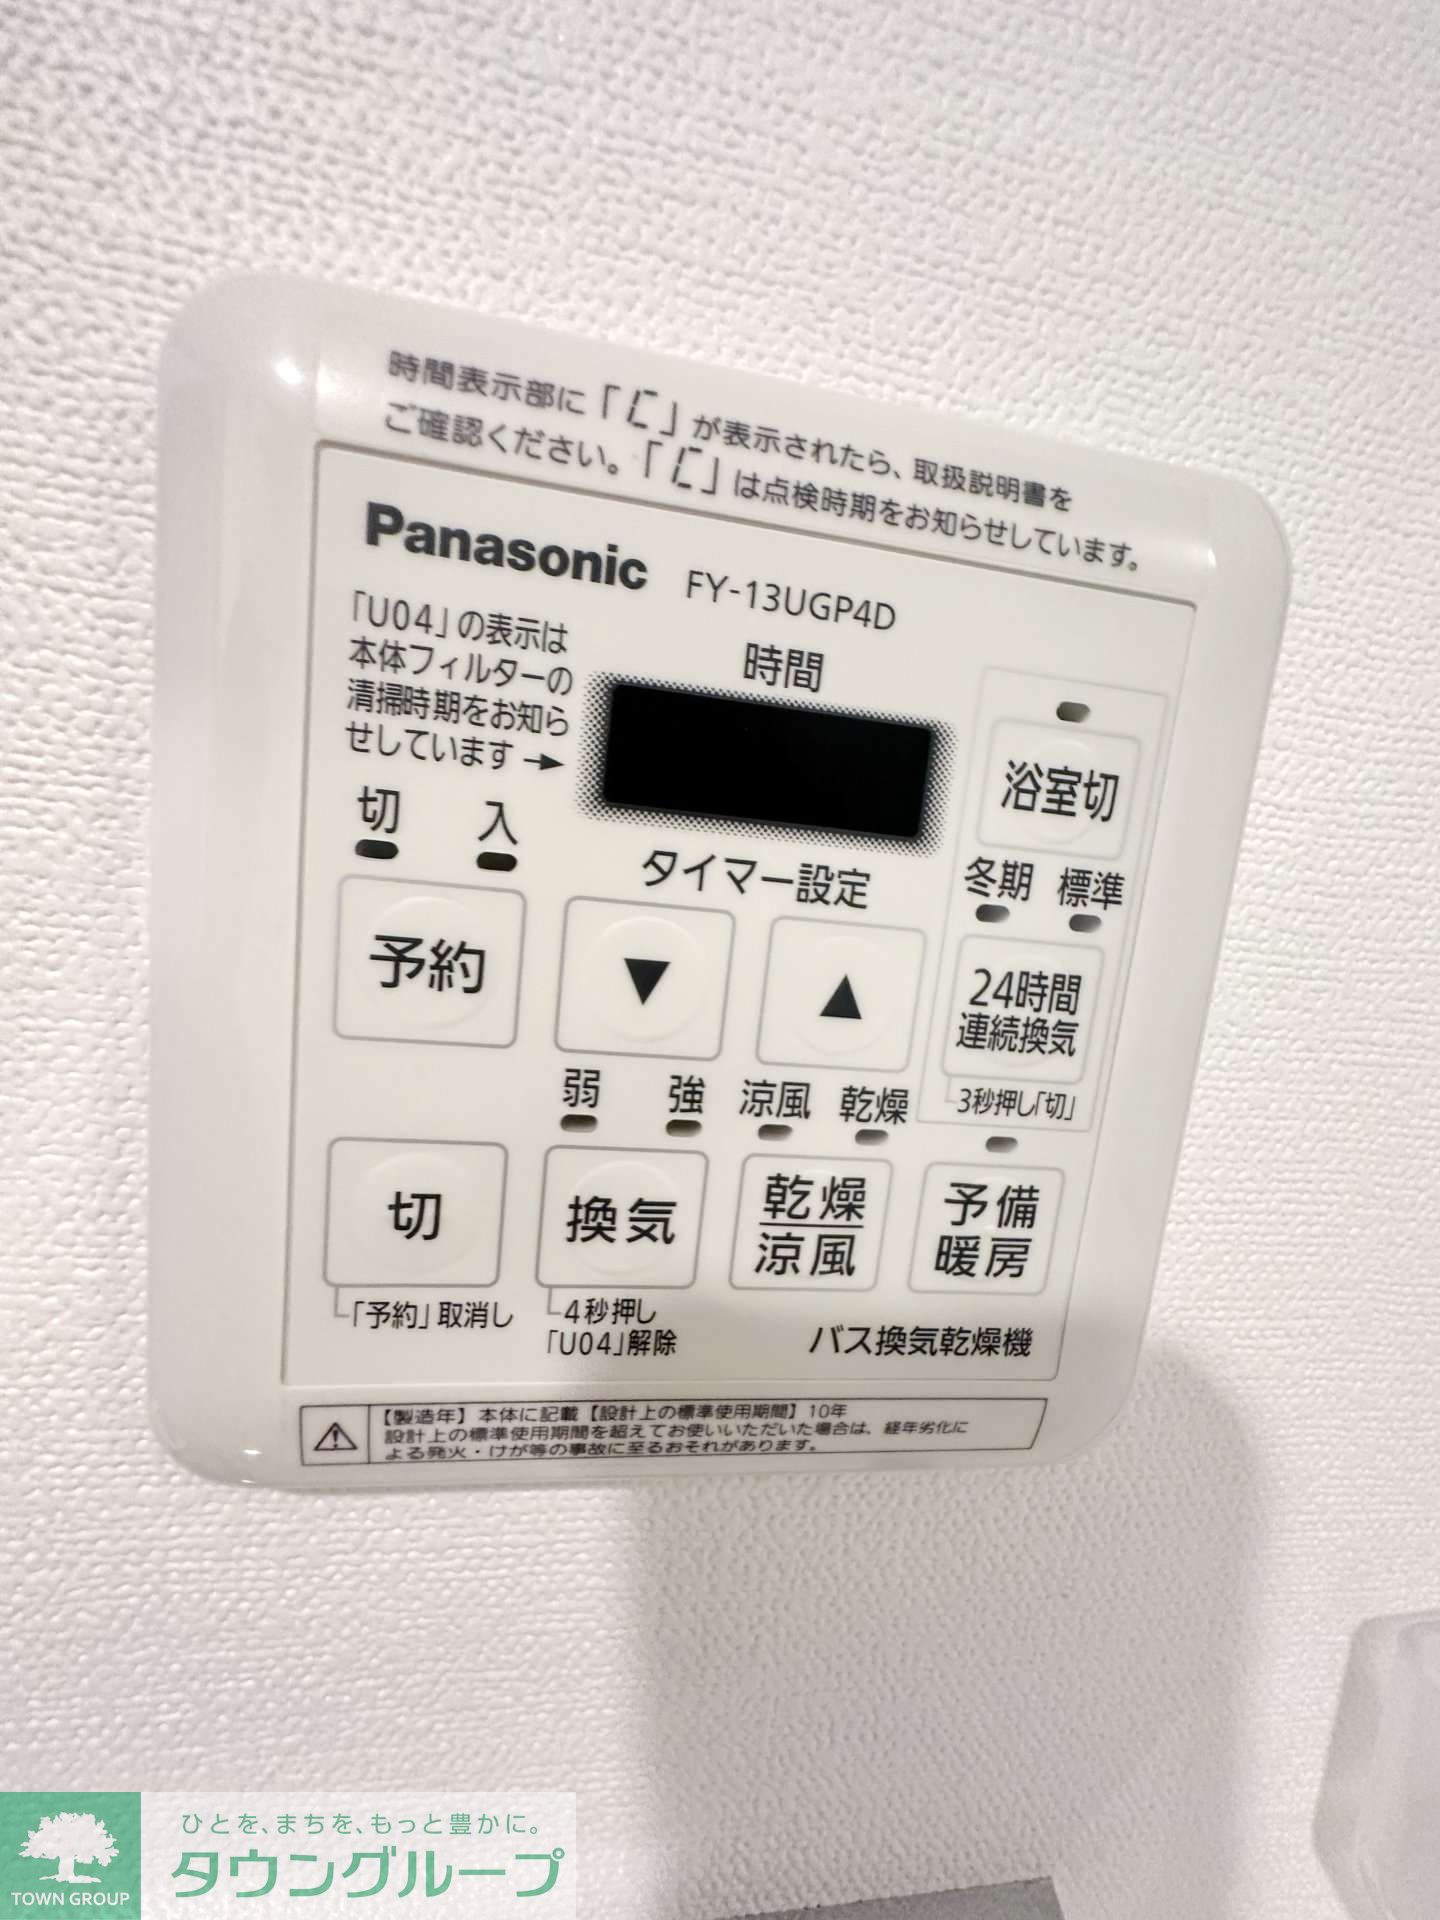 時間表示部に「C」が表示されたら、取扱説明書を
ご確認ください。「C」は点検時期をお知らせしています。
Panasonic FY-13UGP4D
「U04」の表示は
本体フィルターの
清掃時期をお知ら
せしています→
時間
浴室切
切 入
タイマー設定
冬期 標準
予約
▼ ▲
24時間
連続換気
3秒押し「切」
弱 強 涼風 乾燥
切
換気
乾燥
涼風
予備
暖房
「予約」取消し
4秒押し
「U04」解除
バス換気乾燥機
【製造年】本体に記載【設計上の標準使用期間】10年
設計上の標準使用期間を超えてお使いいただいた場合は、経年劣化に
よる発火・けが等の事故に至るおそれがあります。
ひとを、まちを、もっと豊かに。
タウングループ
TOWN GROUP